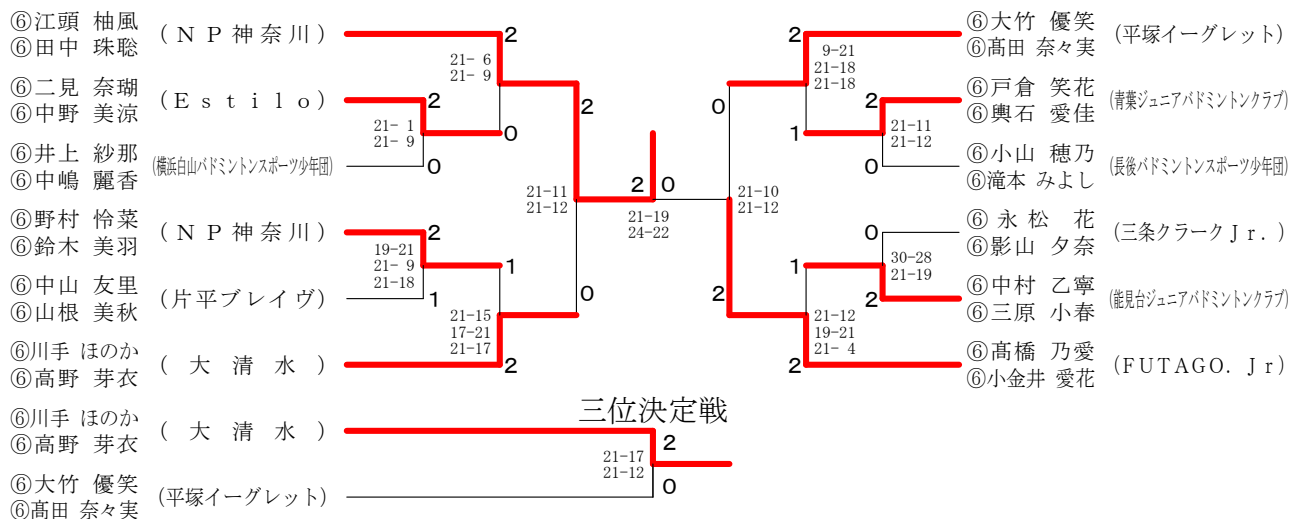 ⑥江頭 柚風
⑥田中 珠聡
(ＮＰ神奈川)
2
21- 6
21- 9
⑥二見 奈瑚
⑥中野 美涼
(Ｅｓｔｉｌｏ)
2
0
21- 1
21- 9
⑥井上 紗那
⑥中嶋 麗香
(横浜白山バドミントンスポーツ少年団)
0
2
21-11
21-12
⑥野村 怜菜
⑥鈴木 美羽
(ＮＰ神奈川)
2
19-21
21- 9
21-18
1
0
⑥中山 友里
⑥山根 美秋
(片平ブレイヴ)
1
21-15
17-21
21-17
⑥川手 ほのか
⑥高野 芽衣
(大清水)
2
2 0
21-19
24-22
⑥大竹 優笑
⑥髙田 奈々実
(平塚イーグレット)
2
9-21
21-18
21-18
0
⑥戸倉 笑花
⑥輿石 愛佳
(青葉ジュニアバドミントンクラブ)
2
1
21-11
21-12
⑥小山 穂乃
⑥滝本 みよし
(長後バドミントンスポーツ少年団)
0
21-10
21-12
⑥永松 花
⑥影山 夕奈
(三条クラークＪｒ.)
0
30-28
21-19
1
2
⑥中村 乙寧
⑥三原 小春
(能見台ジュニアバドミントンクラブ)
2
21-12
19-21
21- 4
⑥髙橋 乃愛
⑥小金井 愛花
(FUTAGO. Ｊｒ)
2
三位決定戦
⑥川手 ほのか
⑥高野 芽衣
(大清水)
2
21-17
21-12
⑥大竹 優笑
⑥髙田 奈々実
(平塚イーグレット)
0